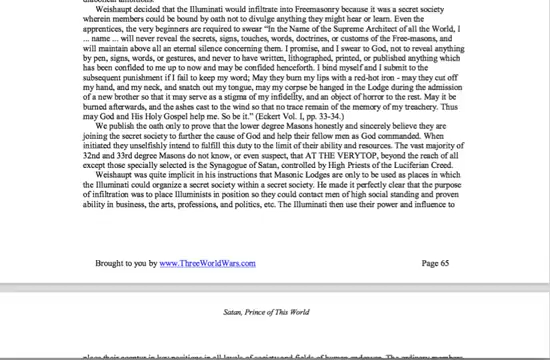 diabolical ambitions.
Weishaupt decided that the Illuminati would infiltrate into Freemasonry because it was a secret society
wherein members could be bound by oath not to divulge anything they might hear or learn. Even the
apprentices, the very beginners are required to swear "In the Name of the Supreme Architect of all the World, I
... name ... will never reveal the secrets, signs, touches, words, doctrines, or customs of the Free-masons, and
will maintain above all an eternal silence concerning them. I promise, and I swear to God, not to reveal anything
by pen, signs, words, or gestures, and never to have written, lithographed, printed, or published anything which
has been confided to me up to now and may be confided henceforth. I bind myself and I submit to the
subsequent punishment if I fail to keep my word; May they burn my lips with a red-hot iron - may they cut off
my hand, and my neck, and snatch out my tongue, may my corpse be hanged in the Lodge during the admission
of a new brother so that it may serve as a stigma of my infidelity, and an object of horror to the rest. May it be
burned afterwards, and the ashes cast to the wind so that no trace remain of the memory of my treachery. Thus
may God and His Holy Gospel help me. So be it." (Eckert Vol. I, pp. 33-34.)
We publish the oath only to prove that the lower degree Masons honestly and sincerely believe they are
joining the secret society to further the cause of God and help their fellow men as God commanded. When
initiated they unselfishly intend to fulfill this duty to the limit of their ability and resources. The vast majority of
32nd and 33rd degree Masons do not know, or even suspect, that AT THE VERYTOP, beyond the reach of all
except those specially selected is the Synagogue of Satan, controlled by High Priests of the Luciferian Creed.
Weishaupt was quite implicit in his instructions that Masonic Lodges are only to be used as places in which
the Illuminati could organize a secret society within a secret society. He made it perfectly clear that the purpose
of infiltration was to place Illuminists in position so they could contact men of high social standing and proven
ability in business, the arts, professions, and politics, etc. The Illuminati then use their power and influence to
Brought to you by www.ThreeWorldWars.com Page 65
Satan, Prince of This World
place their agentur in key positions in all levels of society and fields of human endeavor. The ordinary members